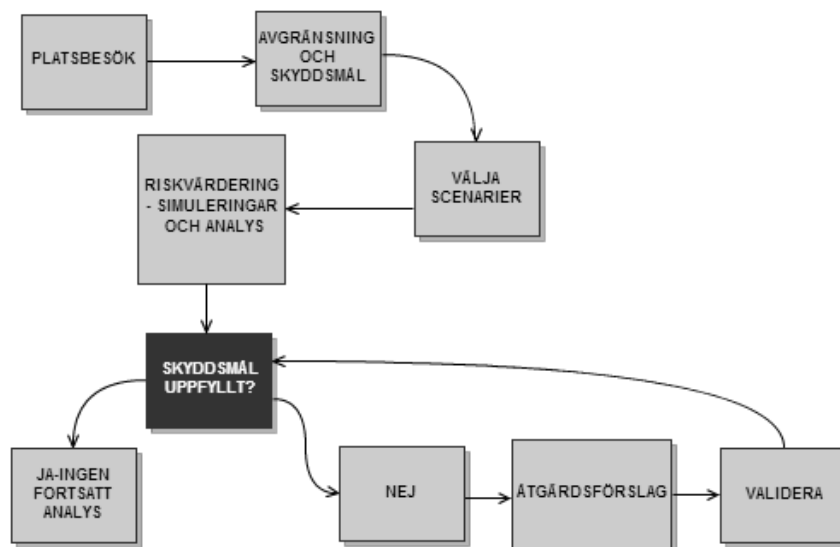 PLATSBESÖK
AVGRÄNSNING
OCH
SKYDDSMÅL
VÄLJA
SCENARIER
RISKVÄRDERING
- SIMULERINGAR
OCH ANALYS
SKYDDSMÅL
UPPFYLLT?
JA-INGEN
FORTSATT
ANALYS
NEJ
ÅTGÄRDSFÖRSLAG
VALIDERA